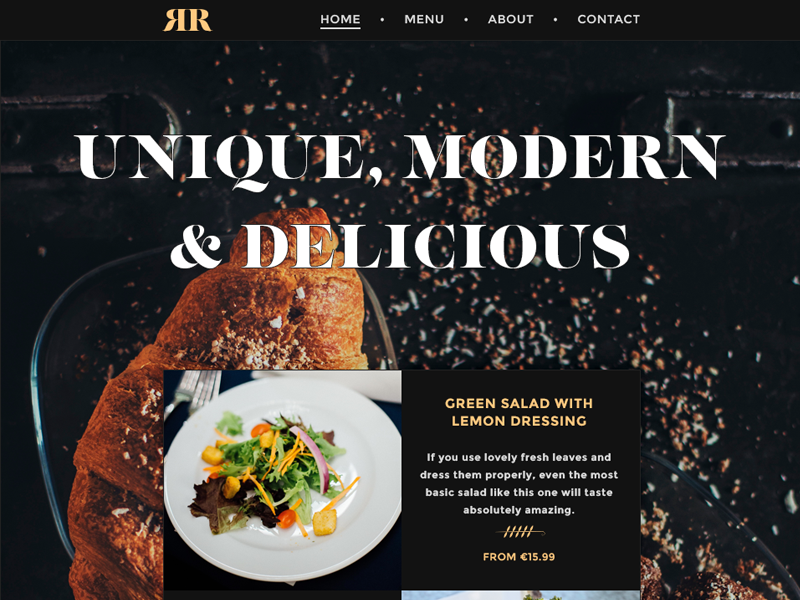 RR
HOME • MENU • ABOUT • CONTACT
UNIQUE, MODERN
& DELICIOUS
GREEN SALAD WITH
LEMON DRESSING
If you use lovely fresh leaves and
dress them properly, even the most
basic salad like this one will taste
absolutely amazing.
FROM €15.99